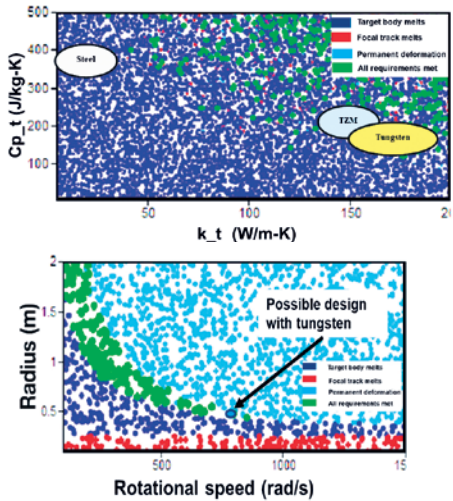 500
400
300
200
100
Cp_t (J/kg-K)
Target body melts
Focal track melts
Permanent deformation
All requirements met
Steel
TZM
Tungsten
50
100
150
20
k_t (W/m-K)
2
1.5
1
0.5
Radius (m)
Possible design
with tungsten
Target body melts
Focal track melts
Permanent deformation
All requirements met
500
1000
15
Rotational speed (rad/s)